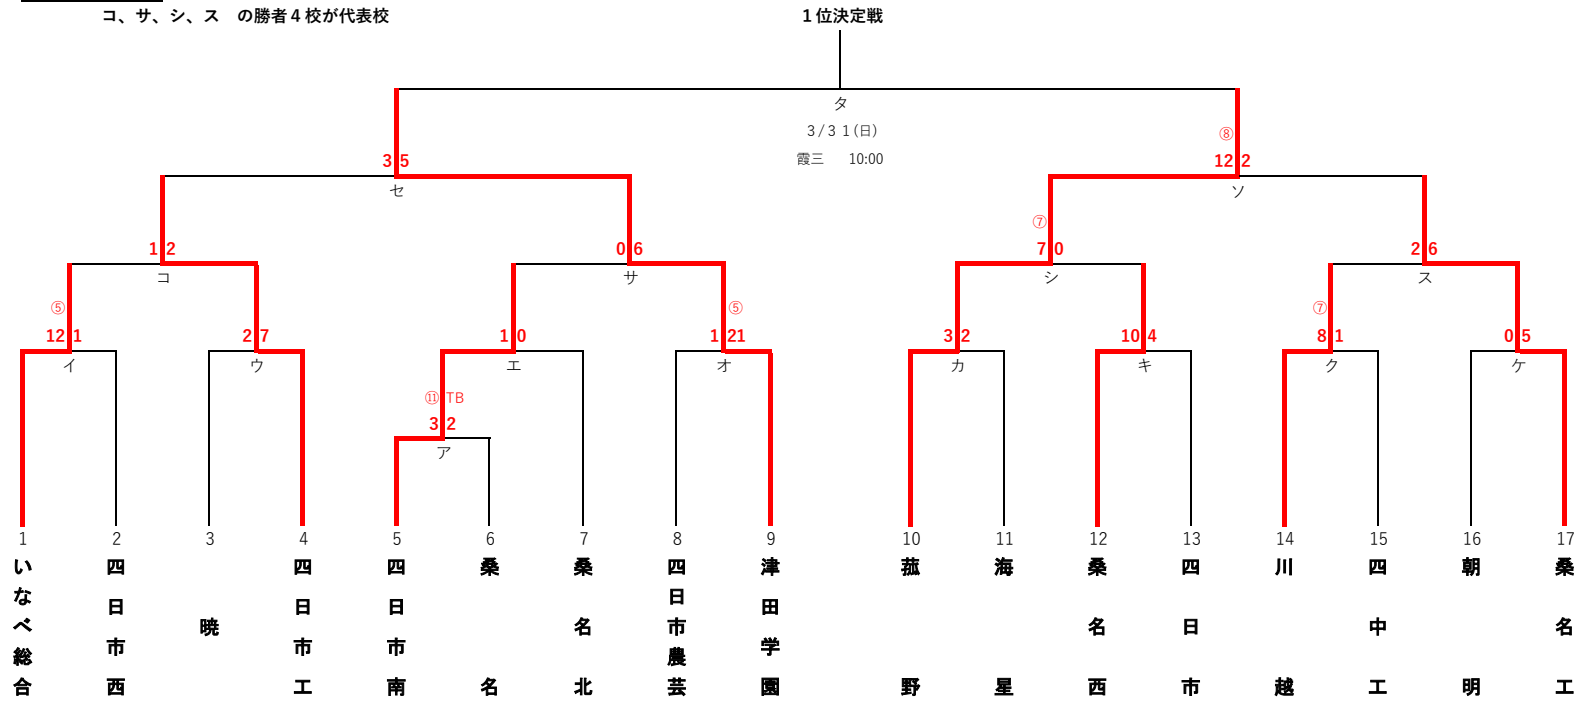 コ、サ、シ、ス　の勝者４校が代表校
１位決定戦
タ
3 / 3 1 (日)
霞三　10:00
⑧
3 5
12 2
セ
ソ
⑦
1 2
0 6
7 0
2 6
コ
サ
シ
ス
⑤
⑤
⑦
12 1
2 7
1 0
1 21
3 2
10 4
8 1
0 5
イ
ウ
エ
オ
カ
キ
ク
ケ
⑪ TB
3 2
ア
1
2
3
4
5
6
7
8
9
10
11
12
13
14
15
16
17
いなべ総合
四日市西
暁
四日市工
四日市南
桑名
桑名北
四日市農芸
津田学園
菰野
海星
桑名西
四日市
川越
四中工
朝明
桑名工